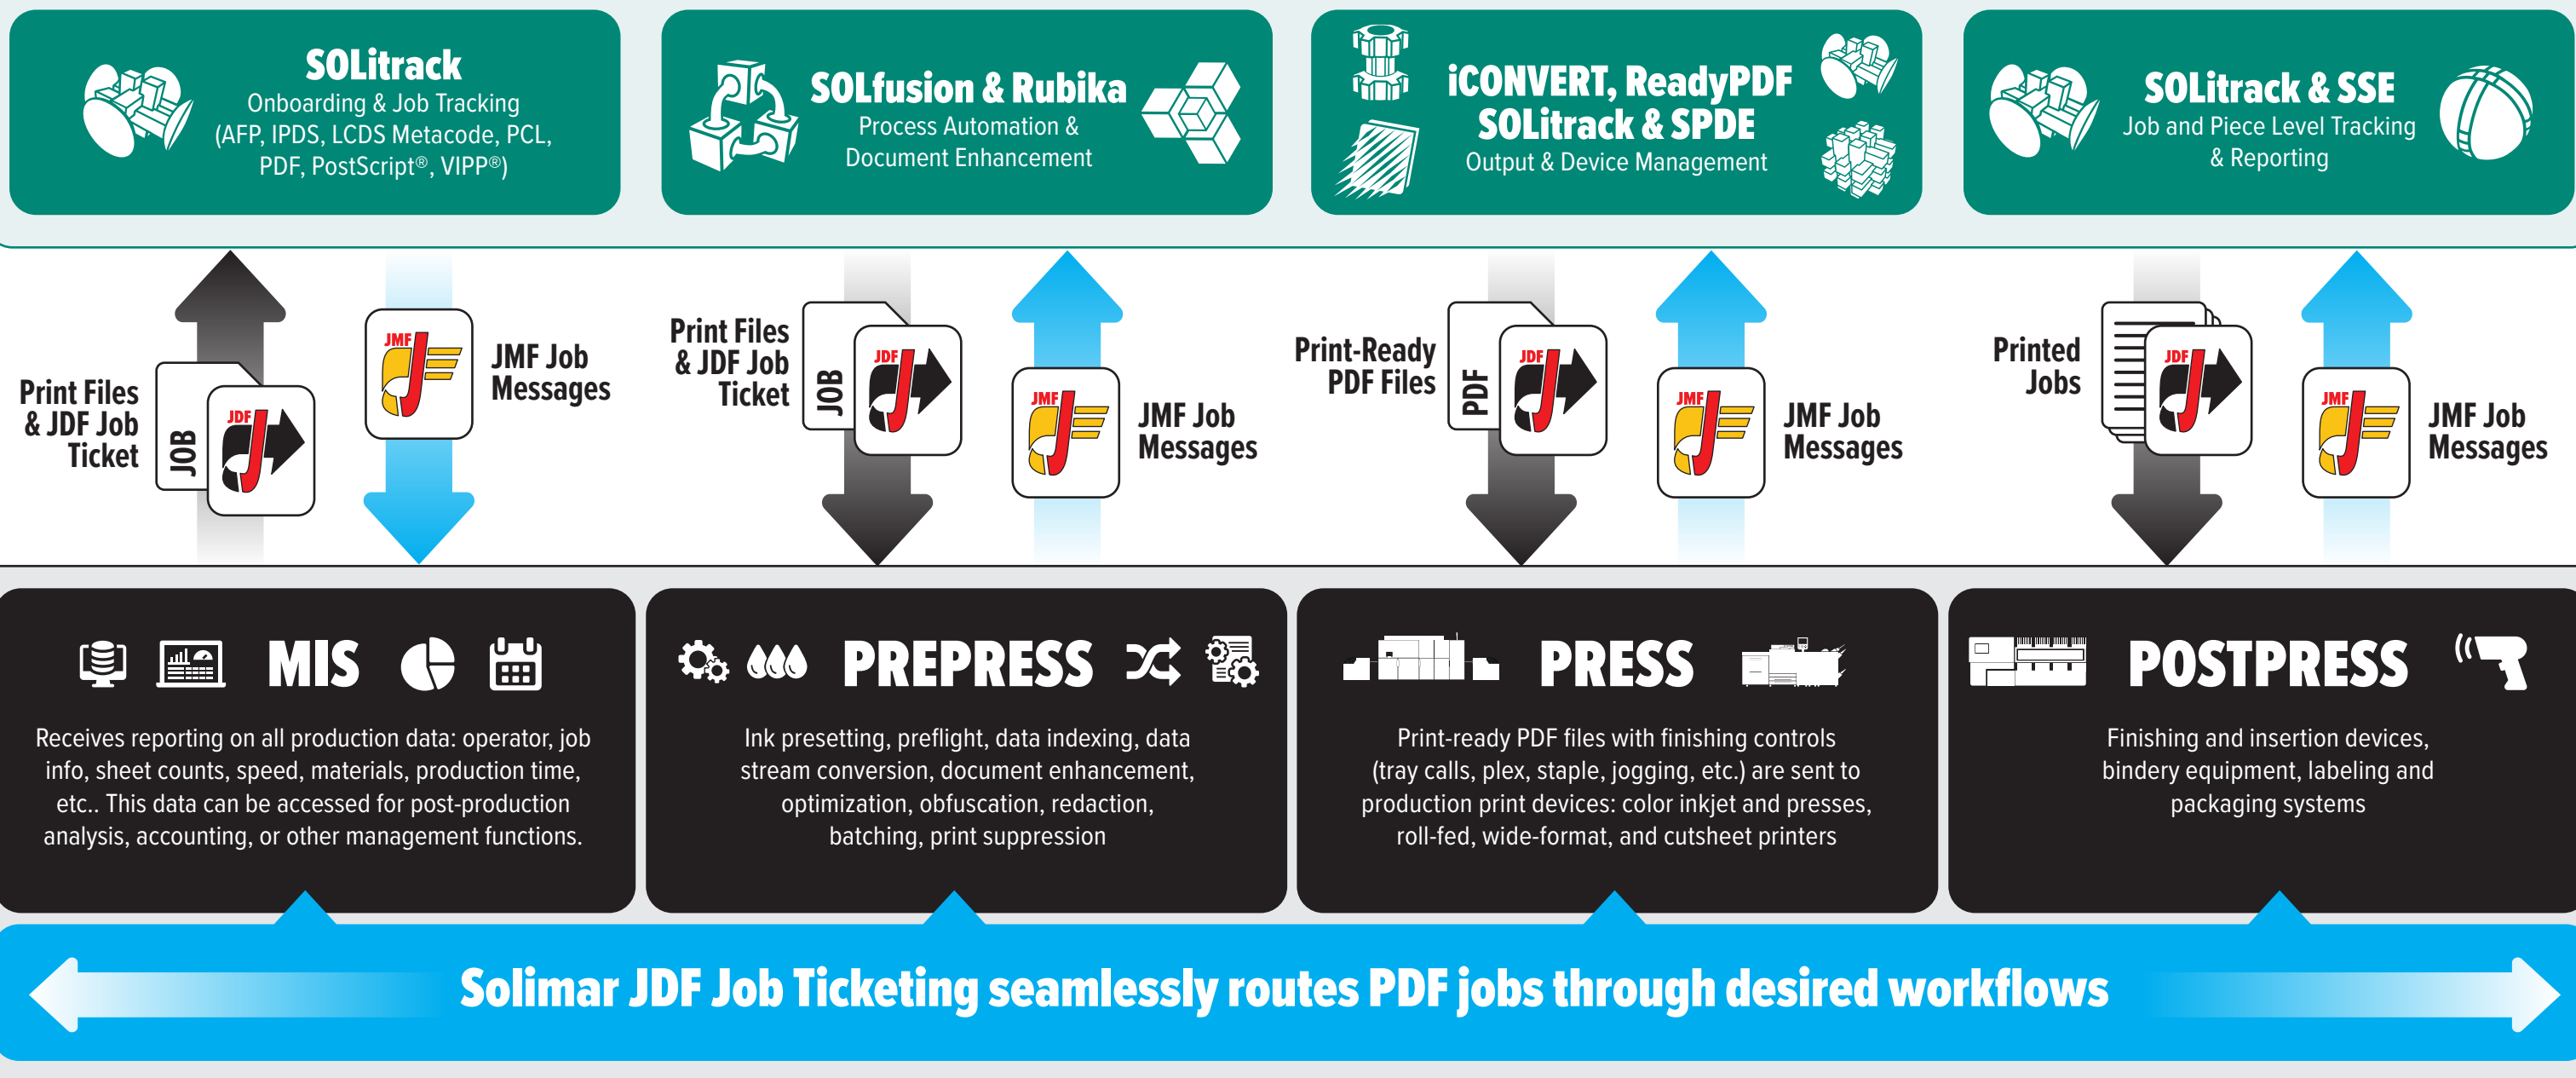 SOLitrack
Onboarding & Job Tracking
(AFP, IPDS, LCDS Metacode, PCL,
PDF, PostScript®, VIPP®)
SOLfusion & Rubika
Process Automation &
Document Enhancement
iCONVERT, ReadyPDF
SOLitrack & SPDE
Output & Device Management
SOLitrack & SSE
Job and Piece Level Tracking
& Reporting
Print Files
& JDF Job
Ticket
JOB
JDF
JMF
JMF Job
Messages
Print Files
& JDF Job
Ticket
JOB
JDF
JMF
JMF Job
Messages
Print-Ready
PDF Files
PDF
JDF
JMF
JMF Job
Messages
Printed
Jobs
JDF
JMF
JMF Job
Messages
MIS
Receives reporting on all production data: operator, job
info, sheet counts, speed, materials, production time,
etc.. This data can be accessed for post-production
analysis, accounting, or other management functions.
PREPRESS
Ink presetting, preflight, data indexing, data
stream conversion, document enhancement,
optimization, obfuscation, redaction,
batching, print suppression
PRESS
Print-ready PDF files with finishing controls
(tray calls, plex, staple, jogging, etc.) are sent to
production print devices: color inkjet and presses,
roll-fed, wide-format, and cutsheet printers
POSTPRESS
Finishing and insertion devices,
bindery equipment, labeling and
packaging systems
Solimar JDF Job Ticketing seamlessly routes PDF jobs through desired workflows